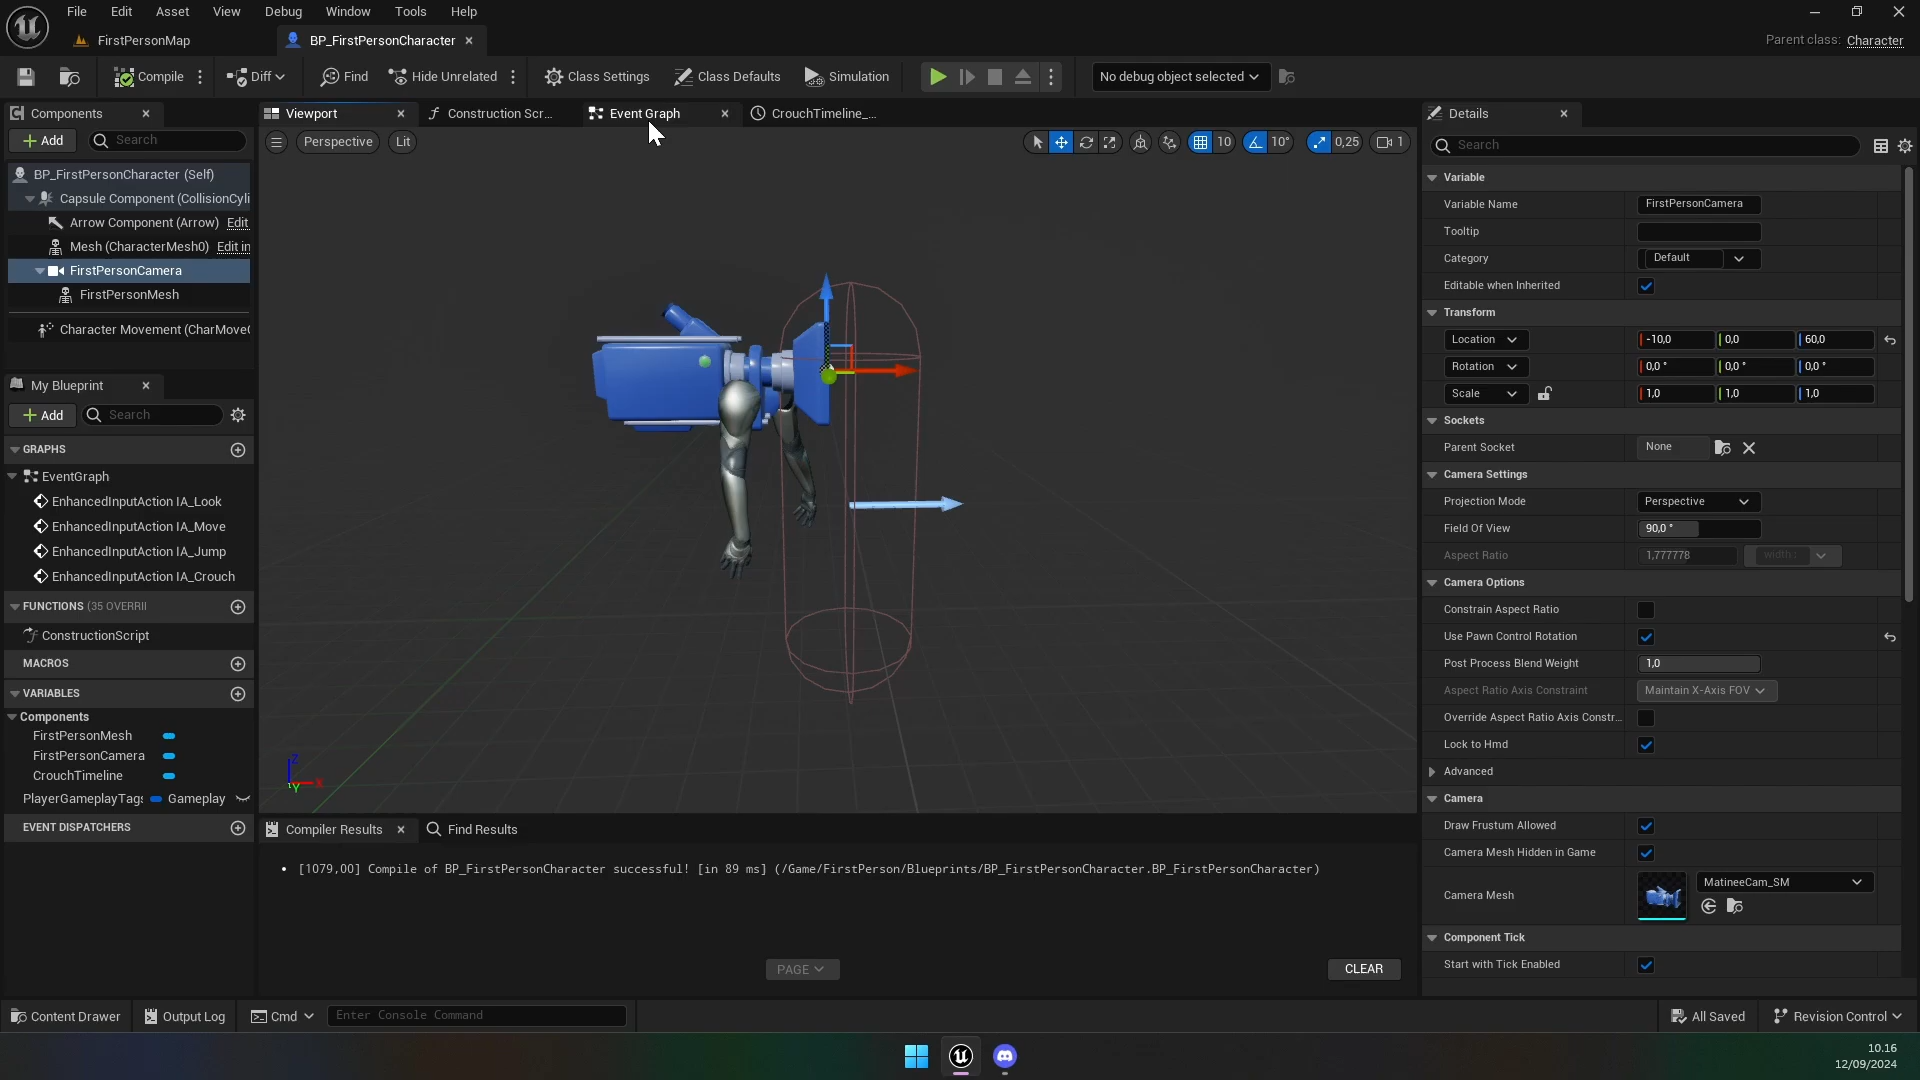 File Edit Asset View Debug Window Tools Help
FirstPersonMap BP_FirstPersonCharacter
Parent class: Character
Compile Diff Find Hide Unrelated Class Settings Class Defaults Simulation No debug object selected
Components
Add Search
BP_FirstPersonCharacter (Self)
Capsule Component (CollisionCyli
Arrow Component (Arrow) Edit
Mesh (CharacterMesh0) Edit in
FirstPersonCamera
FirstPersonMesh
Character Movement (CharMoveC
My Blueprint
Add Search
GRAPHS
EventGraph
EnhancedInputAction IA_Look
EnhancedInputAction IA_Move
EnhancedInputAction IA_Jump
EnhancedInputAction IA_Crouch
FUNCTIONS (35 OVERRI
ConstructionScript
MACROS
VARIABLES
Components
FirstPersonMesh
FirstPersonCamera
CrouchTimeline
PlayerGameplayTags Gameplay
EVENT DISPATCHERS
Viewport Construction Scr... Event Graph CrouchTimeline_...
Perspective Lit 10 10° 0,25 1
Z
X
Y
Compiler Results Find Results
[1079,00] Compile of BP_FirstPersonCharacter successful! [in 89 ms] (/Game/FirstPerson/Blueprints/BP_FirstPersonCharacter.BP_FirstPersonCharacter)
PAGE CLEAR
Details
Search
Variable
Variable Name FirstPersonCamera
Tooltip
Category Default
Editable when Inherited
Transform
Location -10,0 0,0 60,0
Rotation 0,0 ° 0,0 ° 0,0 °
Scale 1,0 1,0 1,0
Sockets
Parent Socket None
Camera Settings
Projection Mode Perspective
Field Of View 90,0 °
Aspect Ratio 1,777778 width :
Camera Options
Constrain Aspect Ratio
Use Pawn Control Rotation
Post Process Blend Weight 1,0
Aspect Ratio Axis Constraint Maintain X-Axis FOV
Override Aspect Ratio Axis Constr...
Lock to Hmd
Advanced
Camera
Draw Frustum Allowed
Camera Mesh Hidden in Game
Camera Mesh MatineeCam_SM
Component Tick
Start with Tick Enabled
Content Drawer Output Log Cmd Enter Console Command All Saved Revision Control
10.16
12/09/2024